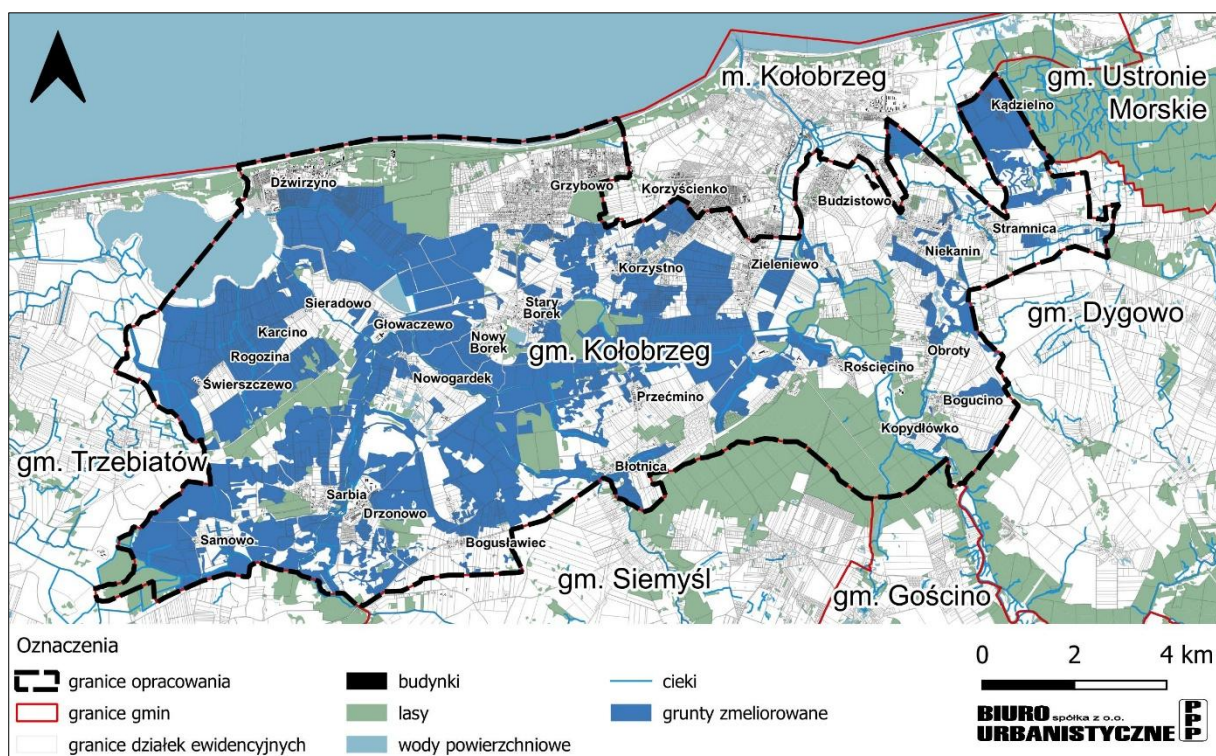 m. Kołobrzeg
gm. Ustronie
Morskie
Kądzielno
Dźwirzyno
Grzybowo
Korzyścienko
Budzistowo
Stramnica
Niekanin
Korzystno
Zieleniewo
Sieradowo
Stary
Borek
Karcino
Głowaczewo
Nowy
Borek
gm. Kołobrzeg
gm. Dygowo
Rogozina
Obroty
Świerszczewo
Nowogardek
Rościęcino
Przećmino
Bogucino
Kopydłówko
gm. Trzebiatów
Błotnica
Sarbia
Drzonowo
Samowo
Bogusławiec
gm. Siemyśl
gm. Gościno
Oznaczenia
granice opracowania
granice gmin
granice działek ewidencyjnych
budynki
lasy
wody powierzchniowe
cieki
grunty zmeliorowane
0 2 4 km
BIURO spółka z o.o.
URBANISTYCZNE
PPP